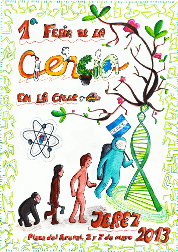 1ª FERIA DE LA
Ciencia
EN LA CALLE
JEREZ
Plaza del Arenal, 2 y 3 de mayo 2013